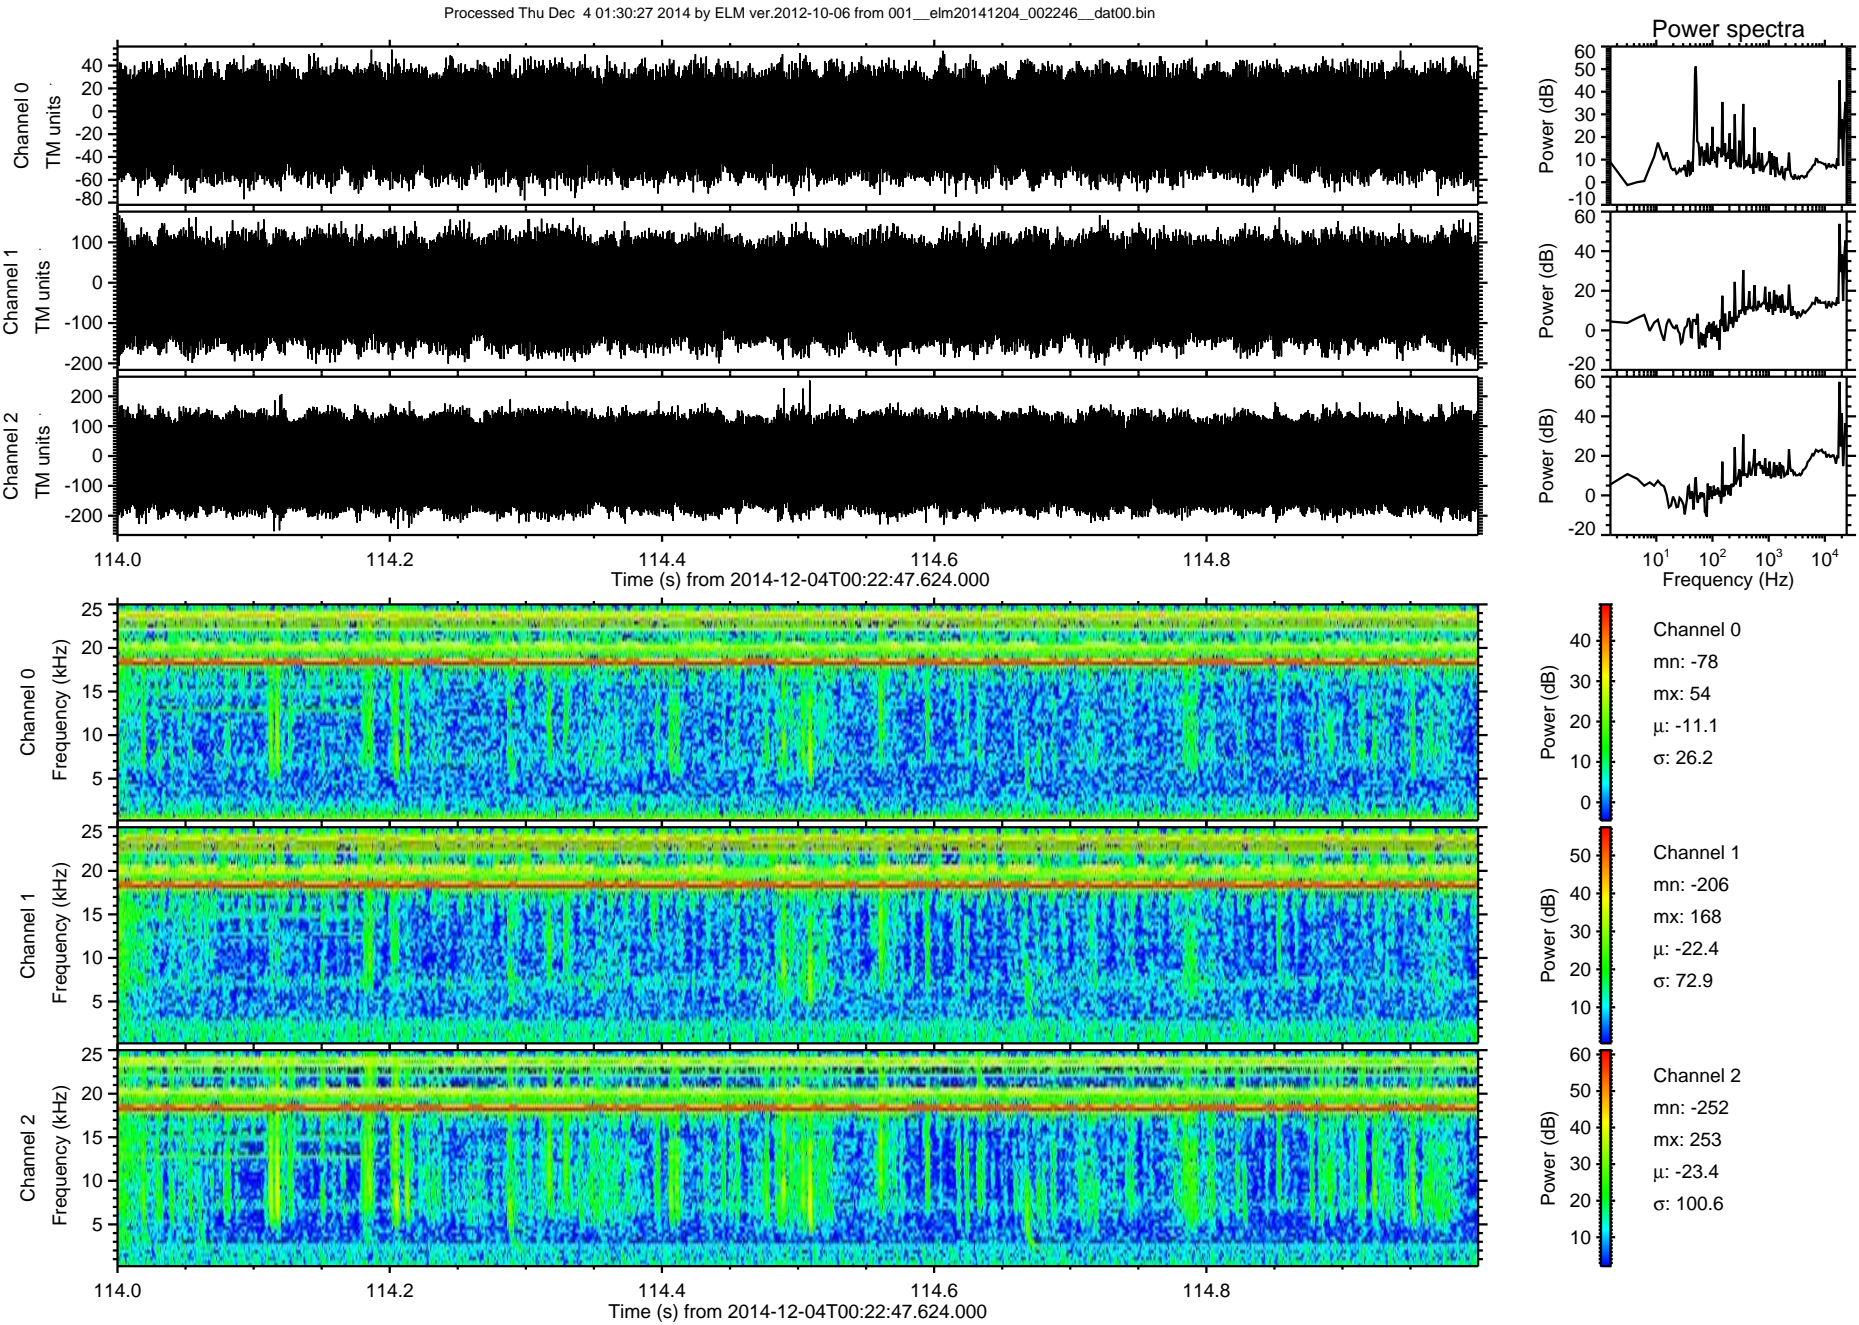 Processed Thu Dec  4 01:30:27 2014 by ELM ver.2012-10-06 from 001__elm20141204_002246__dat00.bin
Power spectra
Channel 0
TM units
40
20
0
-20
-40
-60
-80
Power (dB)
60
50
40
30
20
10
0
-10
Channel 1
TM units
100
0
-100
-200
Power (dB)
60
40
20
0
-20
Channel 2
TM units
200
100
0
-100
-200
Power (dB)
60
40
20
0
-20
114.0 114.2 114.4 114.6 114.8
Time (s) from 2014-12-04T00:22:47.624.000
10^1 10^2 10^3 10^4
Frequency (Hz)
Channel 0
Frequency (kHz)
25
20
15
10
5
Power (dB)
40
30
20
10
0
Channel 0
mn: -78
mx: 54
μ: -11.1
σ: 26.2
Channel 1
Frequency (kHz)
25
20
15
10
5
Power (dB)
50
40
30
20
10
Channel 1
mn: -206
mx: 168
μ: -22.4
σ: 72.9
Channel 2
Frequency (kHz)
25
20
15
10
5
Power (dB)
60
50
40
30
20
10
Channel 2
mn: -252
mx: 253
μ: -23.4
σ: 100.6
114.0 114.2 114.4 114.6 114.8
Time (s) from 2014-12-04T00:22:47.624.000